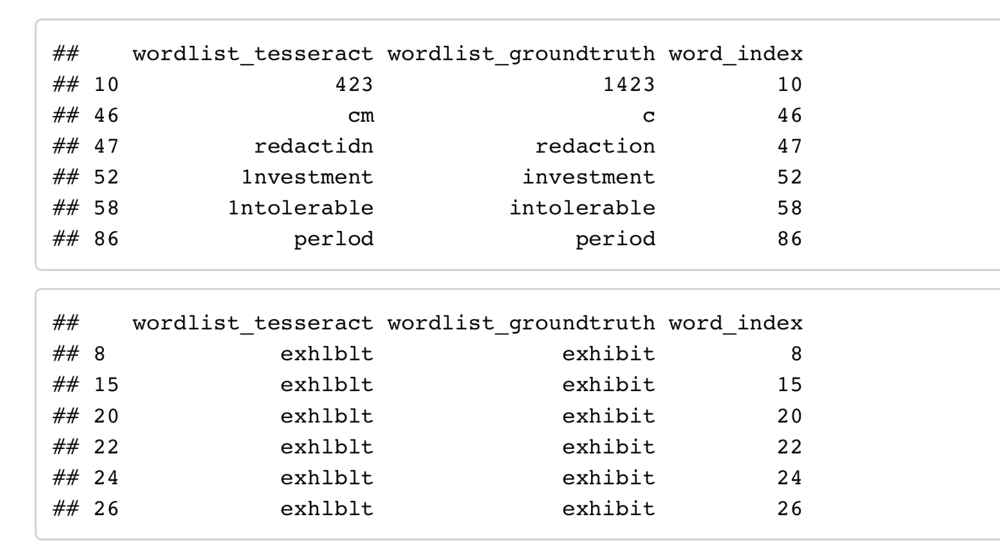 ## wordlist_tesseract wordlist_groundtruth word_index
## 10 423 1423 10
## 46 cm c 46
## 47 redactidn redaction 47
## 52 1nvestment investment 52
## 58 1ntolerable intolerable 58
## 86 perlod period 86
## wordlist_tesseract wordlist_groundtruth word_index
## 8 exhlblt exhibit 8
## 15 exhlblt exhibit 15
## 20 exhlblt exhibit 20
## 22 exhlblt exhibit 22
## 24 exhlblt exhibit 24
## 26 exhlblt exhibit 26